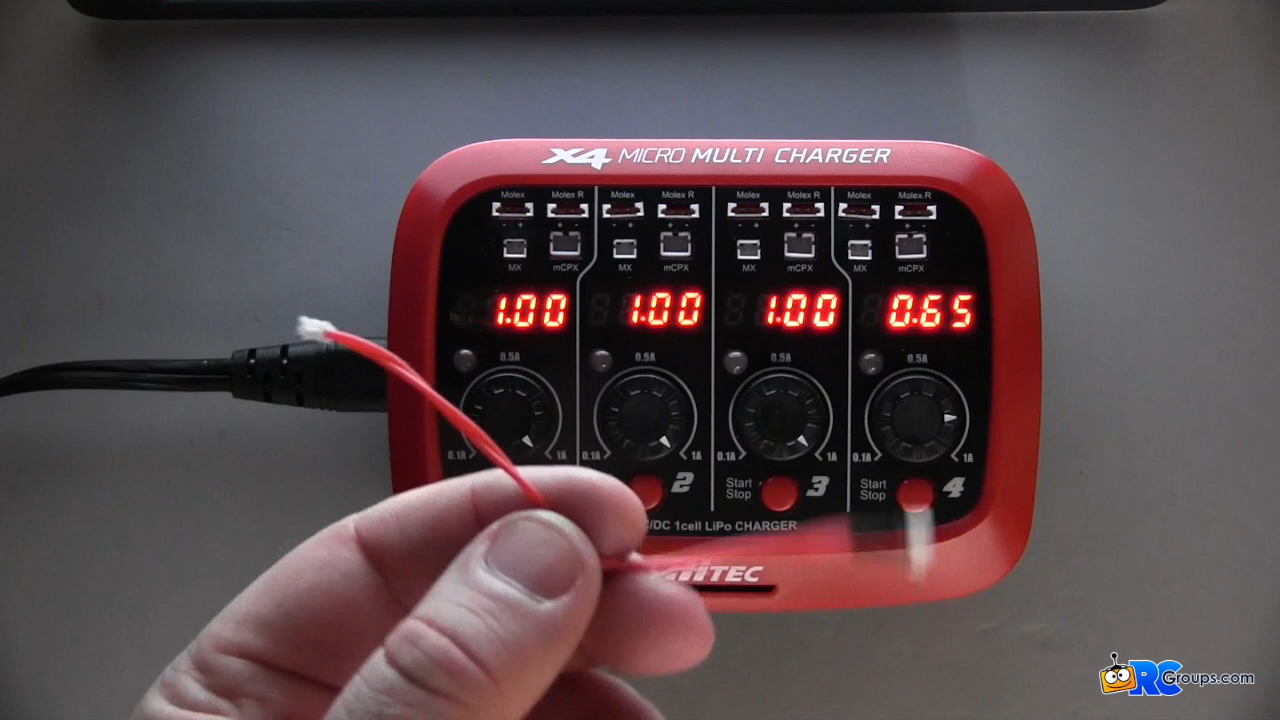 X4 MICRO MULTI CHARGER
Molex Molex R Molex Molex R Molex Molex R Molex Molex R
- + + - - + + - - + + - - + + -
MX mCPX MX mCPX MX mCPX MX mCPX
1.00 1.00 1.00 0.65
0.5A 0.5A 0.5A 0.5A
0.1A 1A 0.1A 1A 0.1A 1A 0.1A 1A
2 Start Stop 3 Start Stop 4
/DC 1cell LiPo CHARGER
iTEC
RCGroups.com